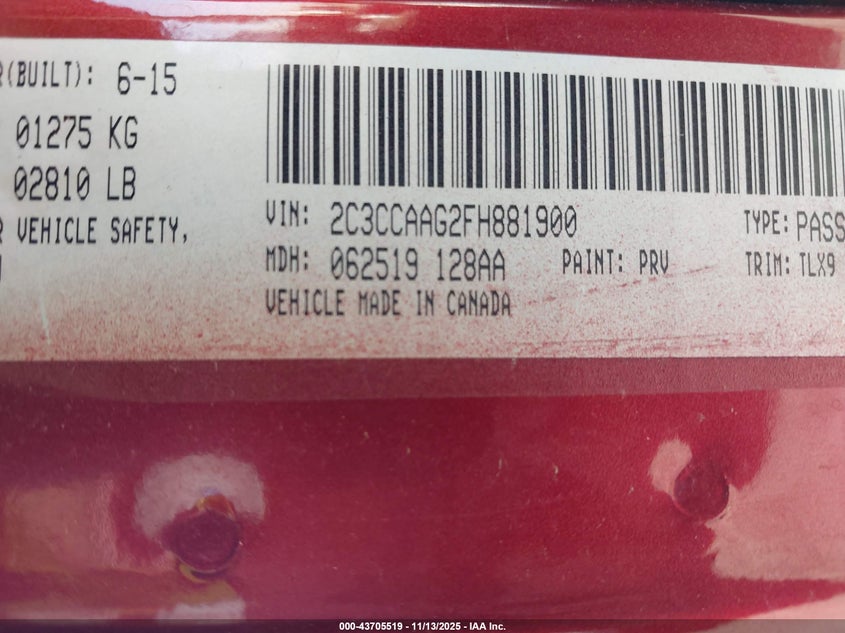 R(BUILT): 6-15
01275 KG
02810 LB
R VEHICLE SAFETY,
VIN: 2C3CCAAG2FH881900
TYPE: PASS
MDH: 062519 128AA
PAINT: PRV
TRIM: TLX9
VEHICLE MADE IN CANADA
000-43705519 - 11/13/2025 - IAA Inc.